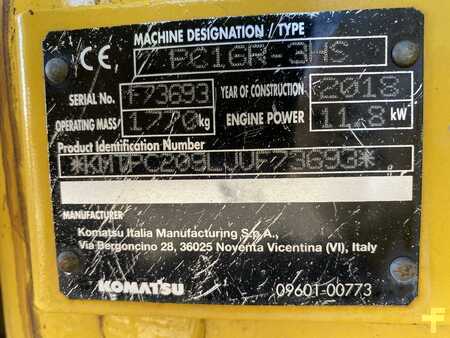 CE
MACHINE DESIGNATION / TYPE
PC16R-3HS
SERIAL No. F73693 YEAR OF CONSTRUCTION 2018
OPERATING MASS 1770 kg ENGINE POWER 11.8 kW
Product Identification Number
*KMTPC209LJVF73693*
MANUFACTURER
Komatsu Italia Manufacturing S.p.A.,
Via Bergoncino 28, 36025 Noventa Vicentina (VI), Italy
KOMATSU 09601-00773